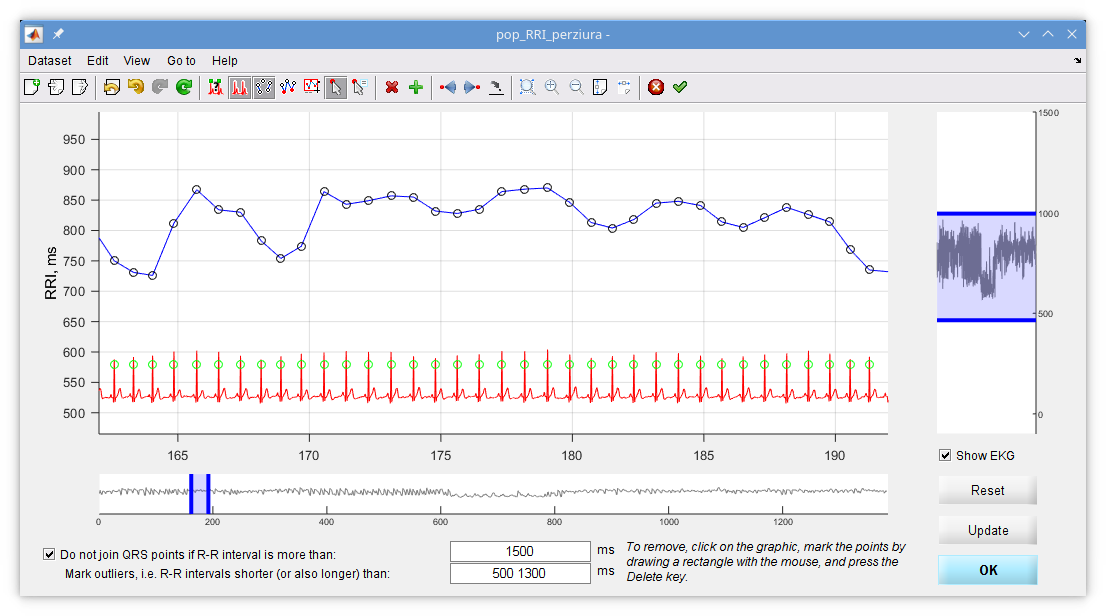 pop_RRI_perziura -
Dataset Edit View Go to Help
950
900
850
800
750
700
650
600
550
500
RRI, ms
165 170 175 180 185 190
1500
1000
500
0
Show EKG
0 200 400 600 800 1000 1200
Reset
Update
OK
Do not join QRS points if R-R interval is more than: 1500 ms
Mark outliers, i.e. R-R intervals shorter (or also longer) than: 500 1300 ms
To remove, click on the graphic, mark the points by
drawing a rectangle with the mouse, and press the
Delete key.